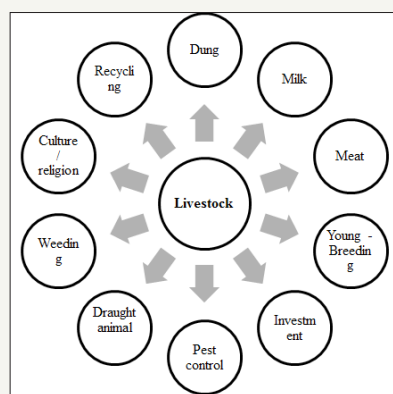 Dung
Milk
Meat
Young -
Breedin
g
Investm
ent
Pest
control
Draught
animal
Weedin
g
Culture
/
religion
Recycli
ng
Livestock